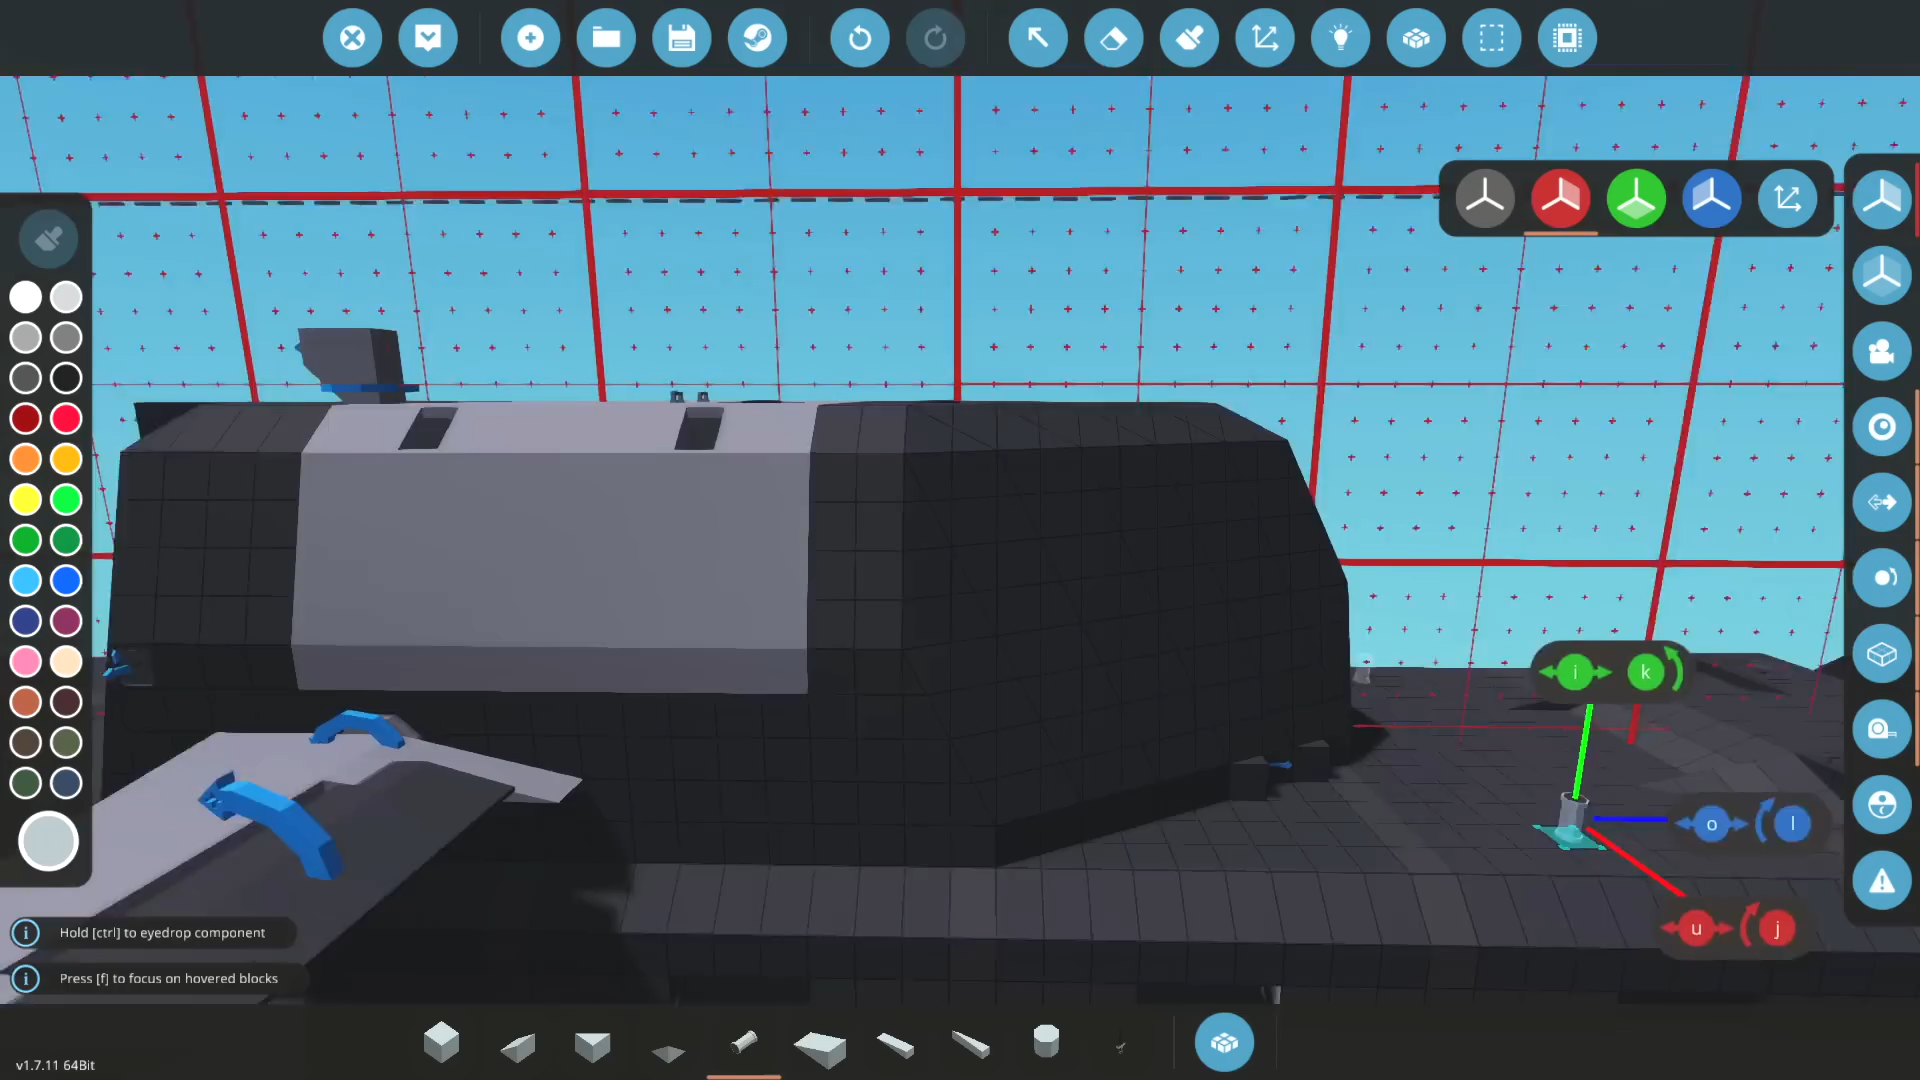 i k
o l
u j
Hold [ctrl] to eyedrop component
Press [f] to focus on hovered blocks
v1.7.11 64Bit